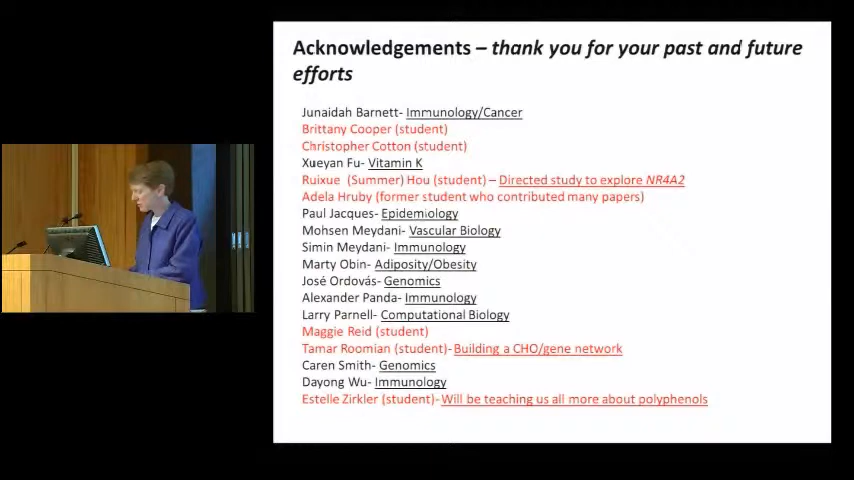 Acknowledgements – thank you for your past and future
efforts
Junaidah Barnett- Immunology/Cancer
Brittany Cooper (student)
Christopher Cotton (student)
Xueyan Fu- Vitamin K
Ruixue (Summer) Hou (student) – Directed study to explore NR4A2
Adela Hruby (former student who contributed many papers)
Paul Jacques- Epidemiology
Mohsen Meydani- Vascular Biology
Simin Meydani- Immunology
Marty Obin- Adiposity/Obesity
José Ordovás- Genomics
Alexander Panda- Immunology
Larry Parnell- Computational Biology
Maggie Reid (student)
Tamar Roomian (student)- Building a CHO/gene network
Caren Smith- Genomics
Dayong Wu- Immunology
Estelle Zirkler (student)- Will be teaching us all more about polyphenols